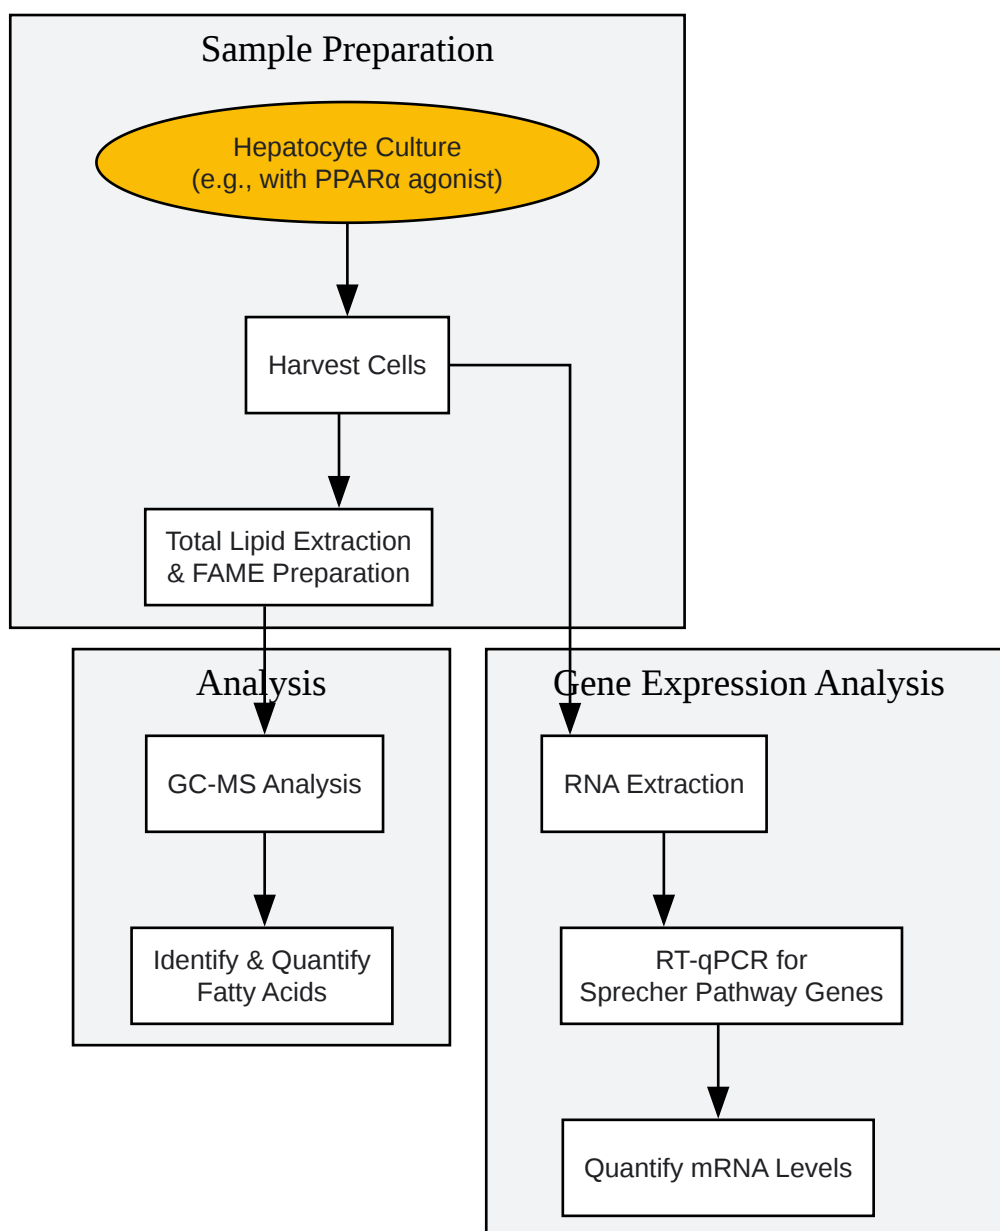 Sample Preparation
Hepatocyte Culture
(e.g., with PPARα agonist)
Harvest Cells
Total Lipid Extraction
& FAME Preparation
Analysis
GC-MS Analysis
Identify & Quantify
Fatty Acids
Gene Expression Analysis
RNA Extraction
RT-qPCR for
Sprecher Pathway Genes
Quantify mRNA Levels